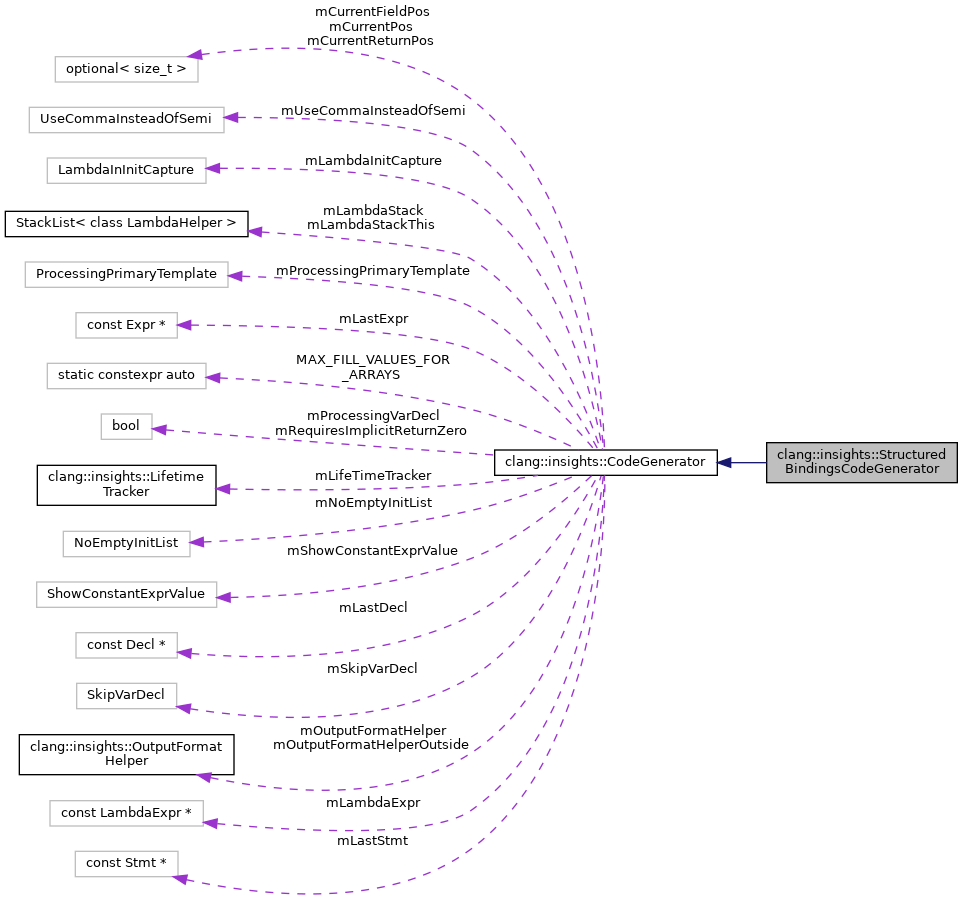 mCurrentFieldPos
mCurrentPos
mCurrentReturnPos
optional< size_t >
mUseCommaInsteadOfSemi
UseCommaInsteadOfSemi
mLambdaInitCapture
LambdaInInitCapture
mLambdaStack
mLambdaStackThis
StackList< class LambdaHelper >
mProcessingPrimaryTemplate
ProcessingPrimaryTemplate
mLastExpr
const Expr *
MAX_FILL_VALUES_FOR
_ARRAYS
static constexpr auto
mProcessingVarDecl
mRequiresImplicitReturnZero
bool
clang::insights::CodeGenerator
clang::insights::Structured
BindingsCodeGenerator
mLifeTimeTracker
clang::insights::Lifetime
Tracker
mNoEmptyInitList
NoEmptyInitList
mShowConstantExprValue
ShowConstantExprValue
mLastDecl
const Decl *
mSkipVarDecl
SkipVarDecl
mOutputFormatHelper
mOutputFormatHelperOutside
clang::insights::OutputFormat
Helper
mLambdaExpr
const LambdaExpr *
mLastStmt
const Stmt *